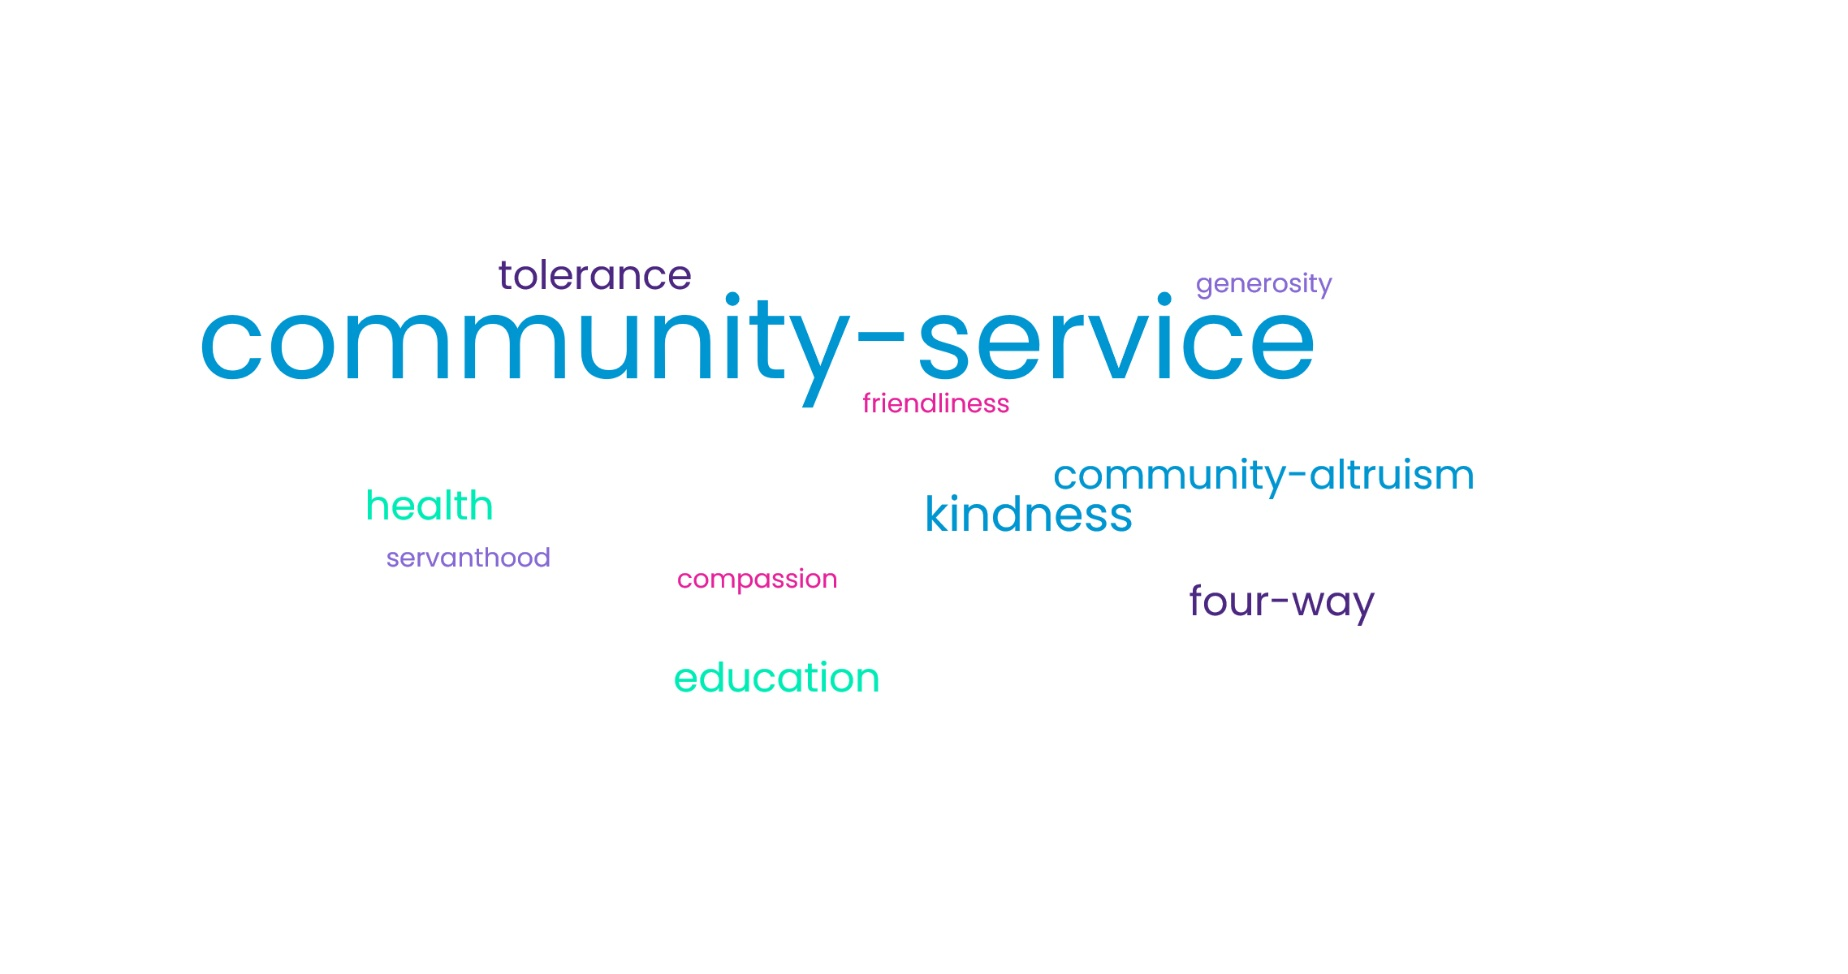 tolerance
generosity
community-service
friendliness
community-altruism
health
kindness
servanthood
compassion
four-way
education